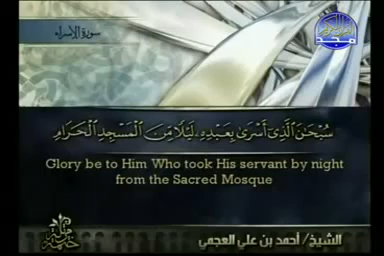 سورة الإسراء
المجد
سُبْحَٰنَ ٱلَّذِىٓ أَسْرَىٰ بِعَبْدِهِۦ لَيْلًا مِّنَ ٱلْمَسْجِدِ ٱلْحَرَامِ
Glory be to Him Who took His servant by night
from the Sacred Mosque
الشيخ/ أحمد بن علي العجمي